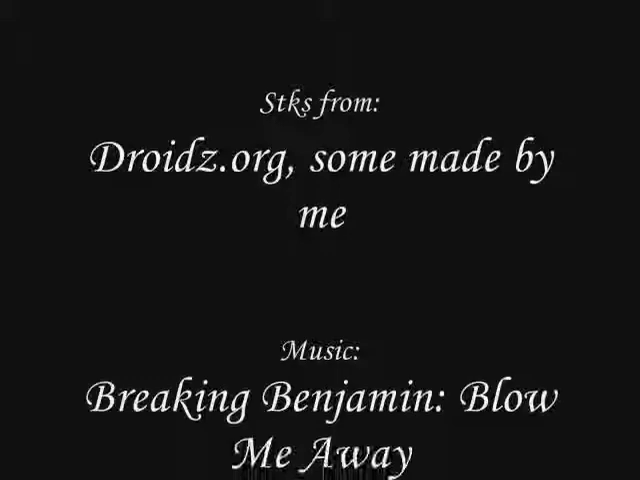 Stks from:
Droidz.org, some made by
me
Music:
Breaking Benjamin: Blow
Me Away